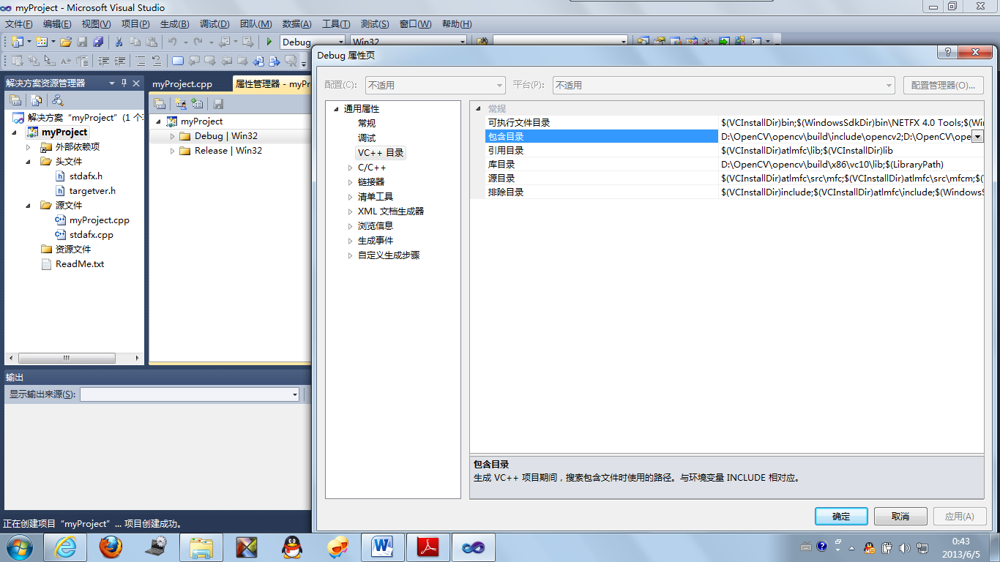 myProject - Microsoft Visual Studio
文件(F) 编辑(E) 视图(V) 项目(P) 生成(B) 调试(D) 团队(M) 数据(A) 工具(T) 测试(S) 窗口(W) 帮助(H)
Debug Win32
解决方案资源管理器
解决方案“myProject”(1 个
myProject
外部依赖项
头文件
stdafx.h
targetver.h
源文件
myProject.cpp
stdafx.cpp
资源文件
ReadMe.txt
myProject.cpp 属性管理器 - myPr
myProject
Debug | Win32
Release | Win32
输出
显示输出来源(S):
正在创建项目“myProject”... 项目创建成功。
Debug 属性页
配置(C): 不适用 平台(P): 不适用 配置管理器(O)...
通用属性
常规
调试
VC++ 目录
C/C++
链接器
清单工具
XML 文档生成器
浏览信息
生成事件
自定义生成步骤
常规
可执行文件目录 $(VCInstallDir)bin;$(WindowsSdkDir)bin\NETFX 4.0 Tools;$(Wi
包含目录 D:\OpenCV\opencv\build\include\opencv2;D:\OpenCV\ope
引用目录 $(VCInstallDir)atlmfc\lib;$(VCInstallDir)lib
库目录 D:\OpenCV\opencv\build\x86\vc10\lib;$(LibraryPath)
源目录 $(VCInstallDir)atlmfc\src\mfc;$(VCInstallDir)atlmfc\src\mfcm;$(
排除目录 $(VCInstallDir)include;$(VCInstallDir)atlmfc\include;$(WindowsS
包含目录
生成 VC++ 项目期间，搜索包含文件时使用的路径。与环境变量 INCLUDE 相对应。
确定 取消 应用(A)
0:43
2013/6/5